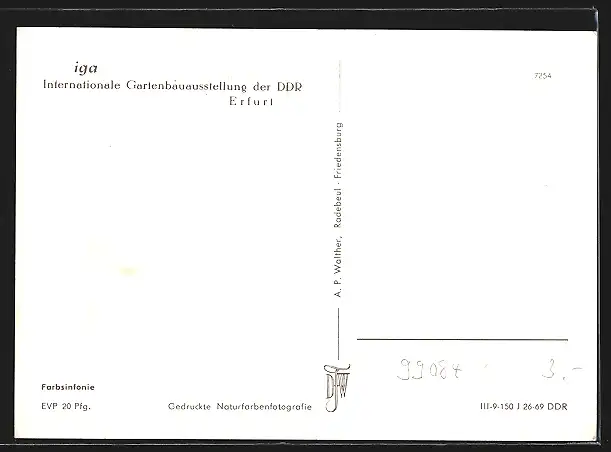 iga
Internationale Gartenbauausstellung der DDR
Erfurt
7254
A. P. Walther, Radebeul · Friedensburg
99087
3.-
Farbsinfonie
EVP 20 Pfg.
Gedruckte Naturfarbenfotografie
III-9-150 J 26-69 DDR